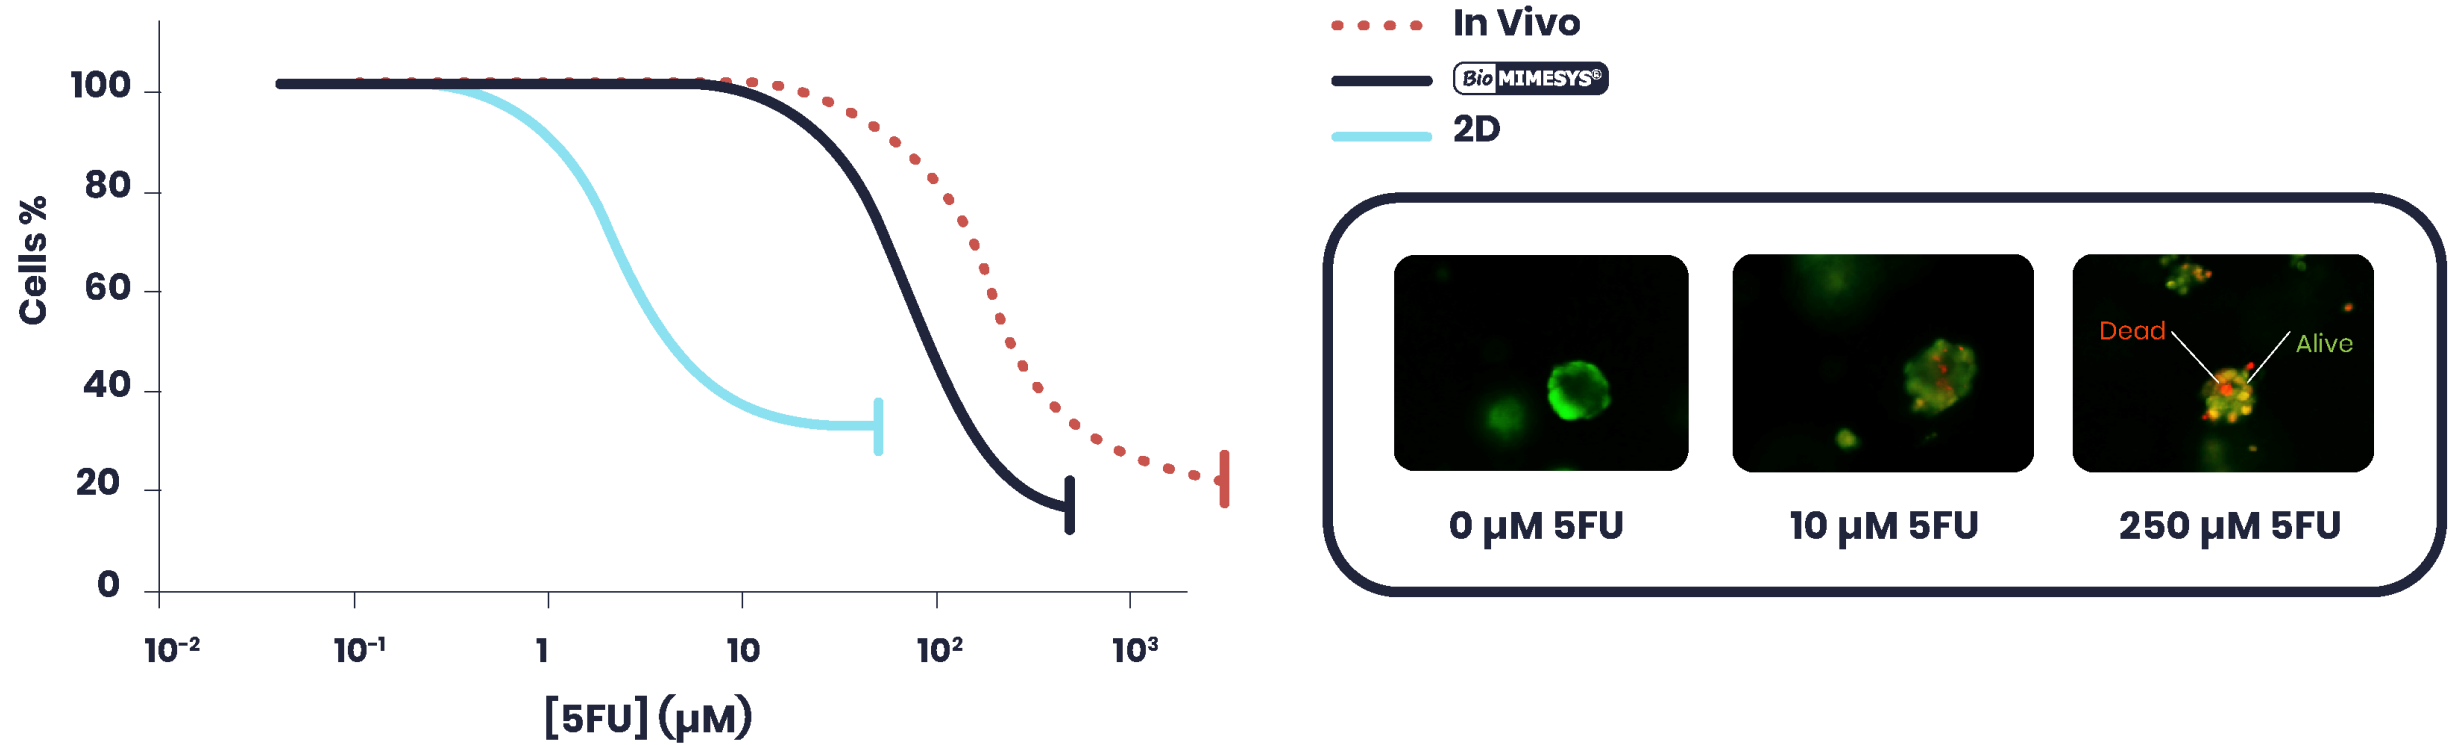 In Vivo
Bio MIMESYS®
2D
Cells %
100
80
60
40
20
0
10⁻² 10⁻¹ 1 10 10² 10³
[5FU] (µM)
Dead
Alive
0 µM 5FU 10 µM 5FU 250 µM 5FU